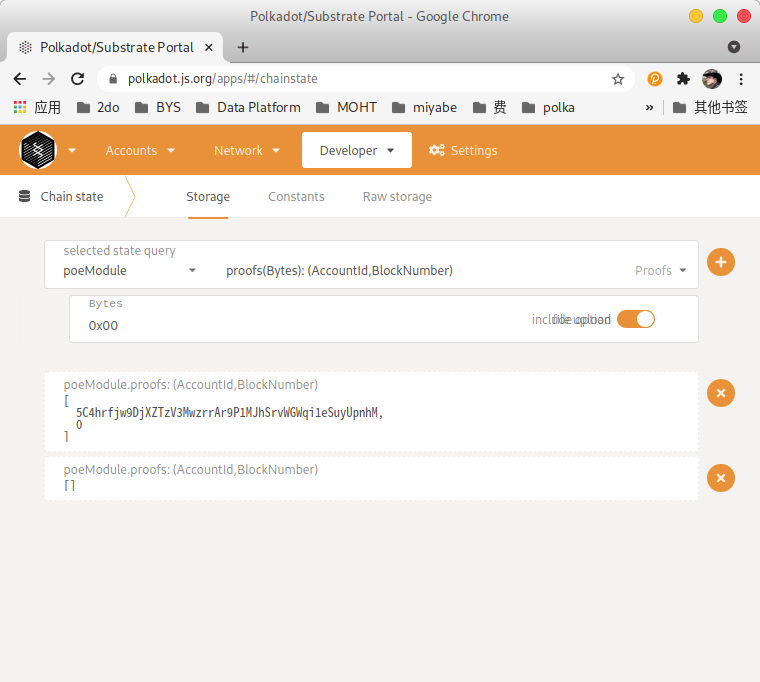 Polkadot/Substrate Portal - Google Chrome
Polkadot/Substrate Portal
polkadot.js.org/apps/#/chainstate
应用 2do BYS Data Platform MOHT miyabe 费 polka » 其他书签
Accounts Network Developer Settings
Chain state Storage Constants Raw storage
selected state query
poeModule proofs(Bytes): (AccountId,BlockNumber) Proofs
Bytes
0x00
include option
file upload
poeModule.proofs: (AccountId,BlockNumber)
[
5C4hrfjw9DjXZTzV3MwzrrAr9P1MJhSrvWGWqi1eSuyUpnhM,
0
]
poeModule.proofs: (AccountId,BlockNumber)
[]